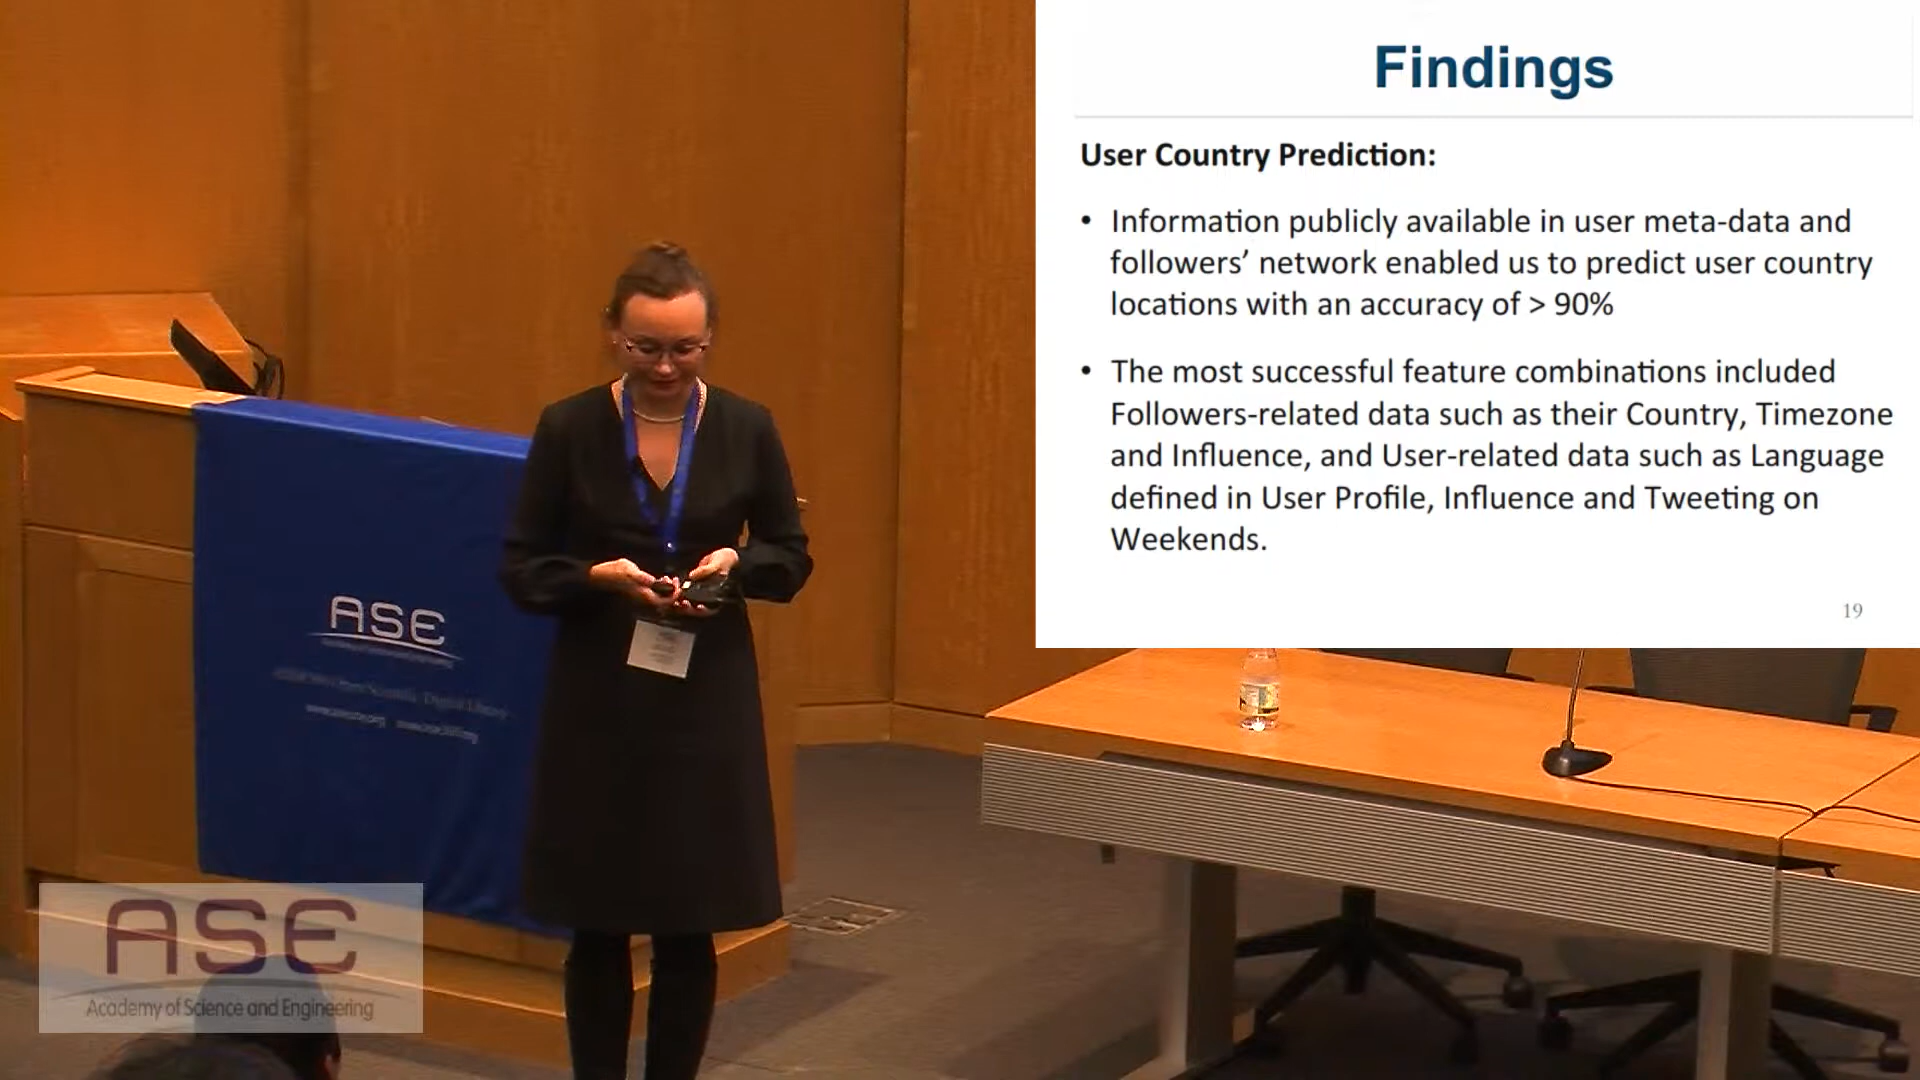 Findings
User Country Prediction:
• Information publicly available in user meta-data and
followers’ network enabled us to predict user country
locations with an accuracy of > 90%
• The most successful feature combinations included
Followers-related data such as their Country, Timezone
and Influence, and User-related data such as Language
defined in User Profile, Influence and Tweeting on
Weekends.
19
ASE
Scientific Digital Library
ASE
Academy of Science and Engineering